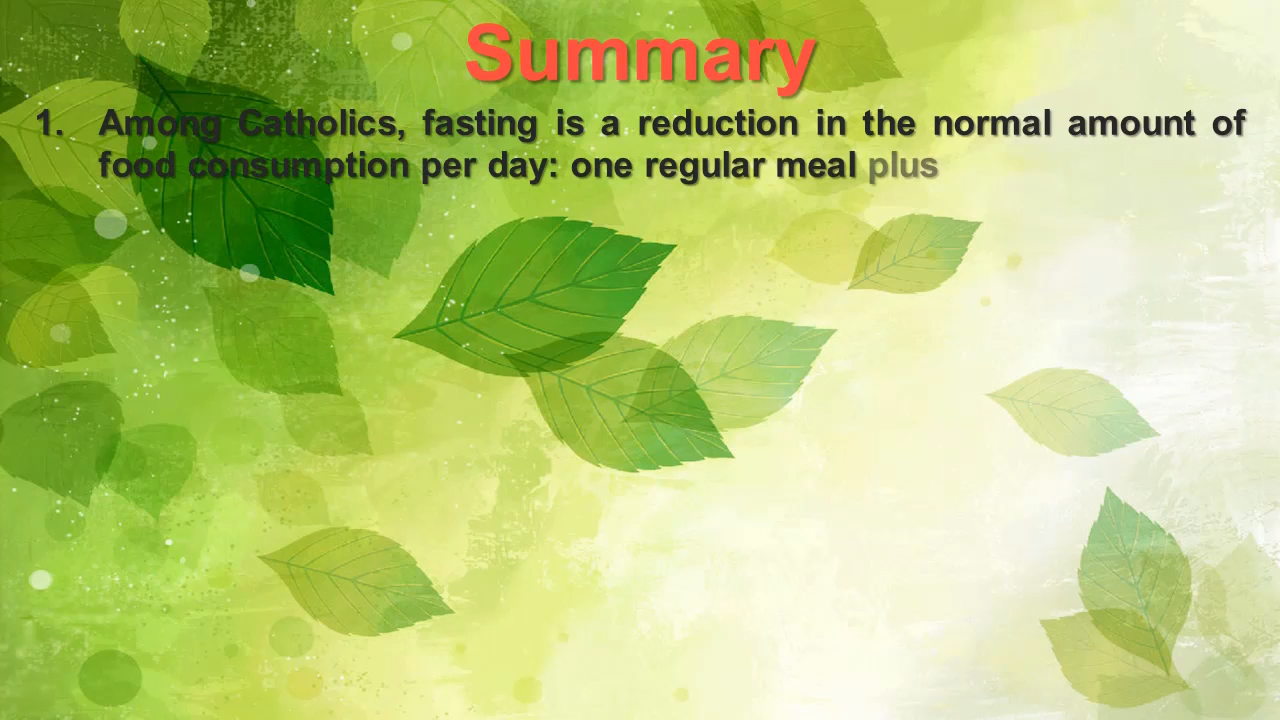 Summary
1. Among Catholics, fasting is a reduction in the normal amount of
food consumption per day: one regular meal plus